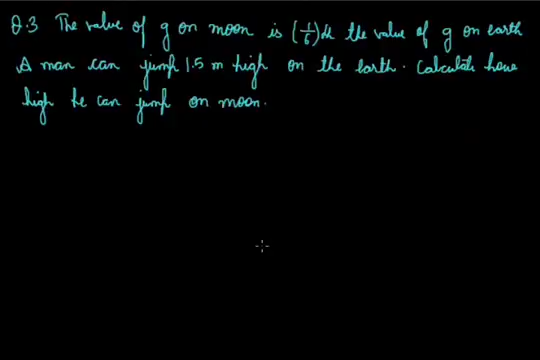 Q.3 The value of g on moon is (1/6)th the value of g on earth
A man can jump 1.5 m high on the earth. Calculate how
high he can jump on moon.